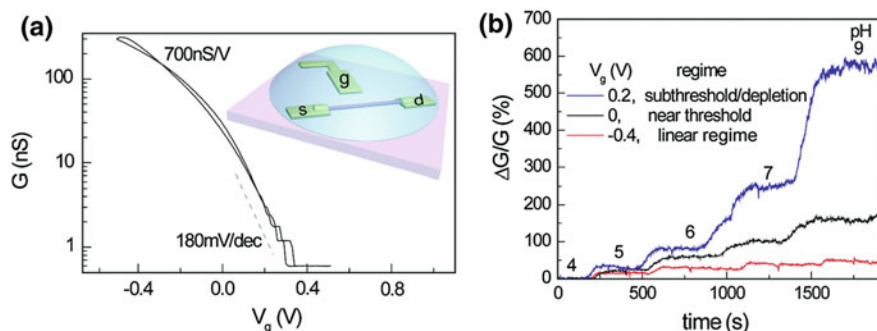 (a)
700nS/V
g
s
d
180mV/dec
G (nS)
100
10
1
-0.4
0.0
0.4
0.8
Vg (V)
(b)
ΔG/G (%)
700
600
500
400
300
200
100
0
pH
9
Vg (V) regime
0.2, subthreshold/depletion
0, near threshold
-0.4, linear regime
7
6
5
4
0
500
1000
1500
time (s)